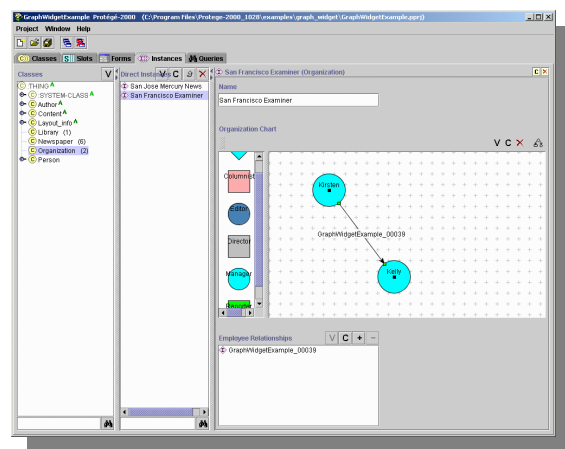 GraphWidgetExample Protégé-2000 (C:\Program Files\Protege-2000_1028\examples\graph_widget\GraphWidgetExample.pprj)
Project Window Help
Classes Slots Forms Instances Queries
Classes V
:THING A
:SYSTEM-CLASS A
Author A
Content A
Layout_info A
Library (1)
Newspaper (6)
Organization (2)
Person
Direct Instances V C X
San Jose Mercury News
San Francisco Examiner
San Francisco Examiner (Organization) C X
Name
San Francisco Examiner
Organization Chart
V C X
Columnist
Editor
Director
Manager
Reporter
Kirsten
GraphWidgetExample_00039
Kelly
Employee Relationships V C + −
GraphWidgetExample_00039